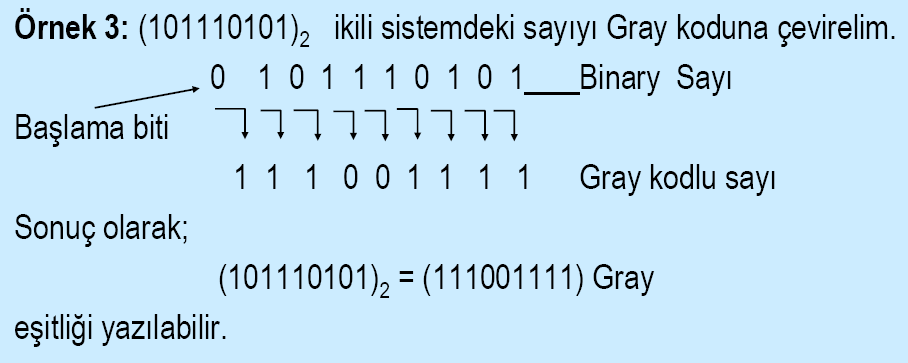 Örnek 3: (101110101)₂ ikili sistemdeki sayıyı Gray koduna çevirelim.
0 1 0 1 1 1 0 1 0 1___Binary Sayı
Başlama biti
1 1 1 0 0 1 1 1 1 Gray kodlu sayı
Sonuç olarak;
(101110101)₂ = (111001111) Gray
eşitliği yazılabilir.